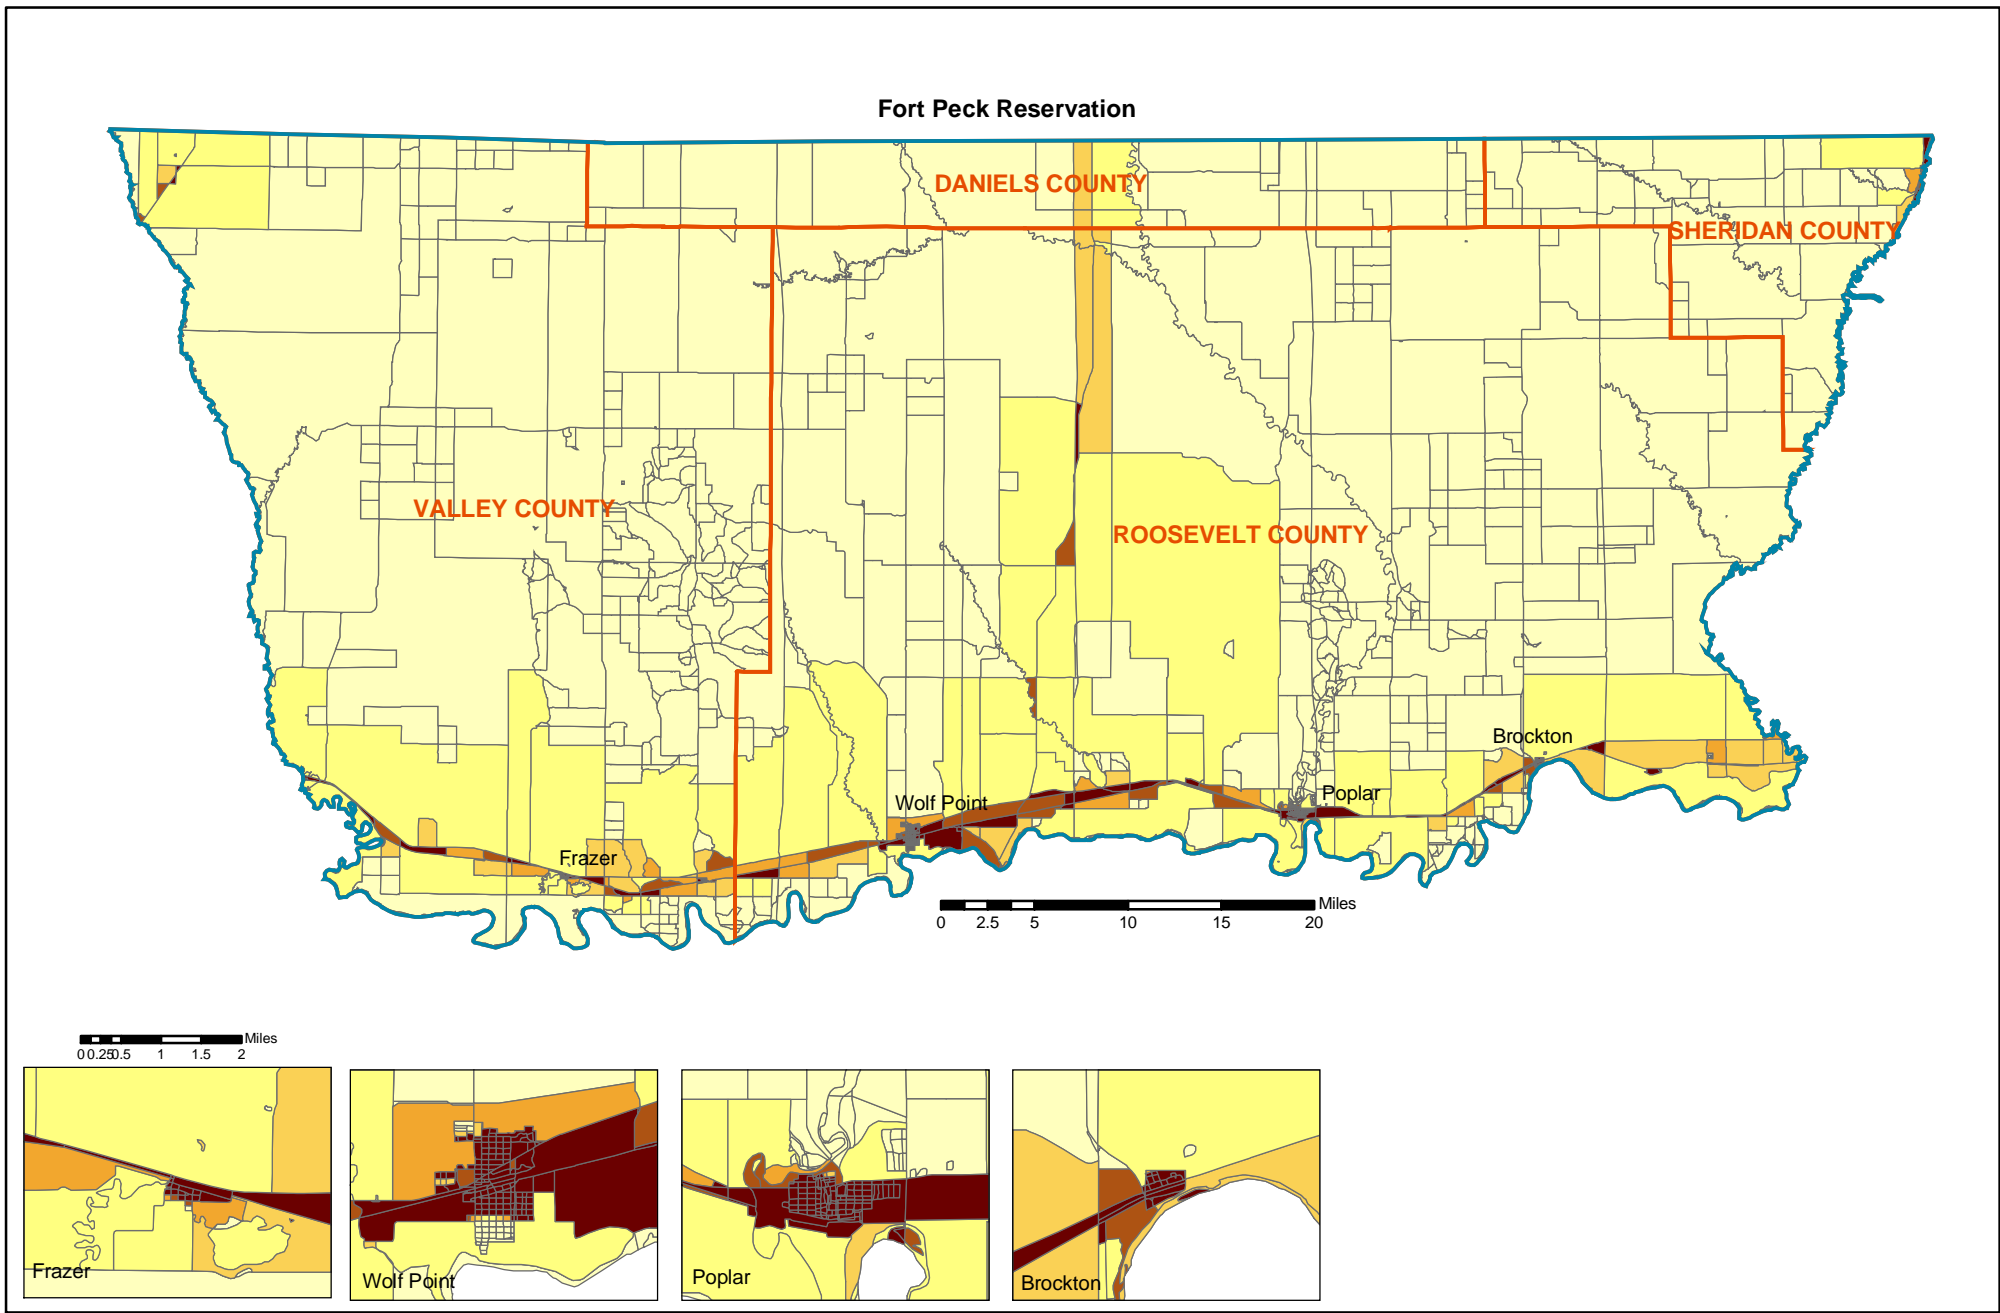 Fort Peck Reservation
DANIELS COUNTY
SHERIDAN COUNTY
VALLEY COUNTY
ROOSEVELT COUNTY
Brockton
Wolf Point
Poplar
Frazer
Miles
0 2.5 5 10 15 20
Miles
0 0.25 0.5 1 1.5 2
Frazer
Wolf Point
Poplar
Brockton